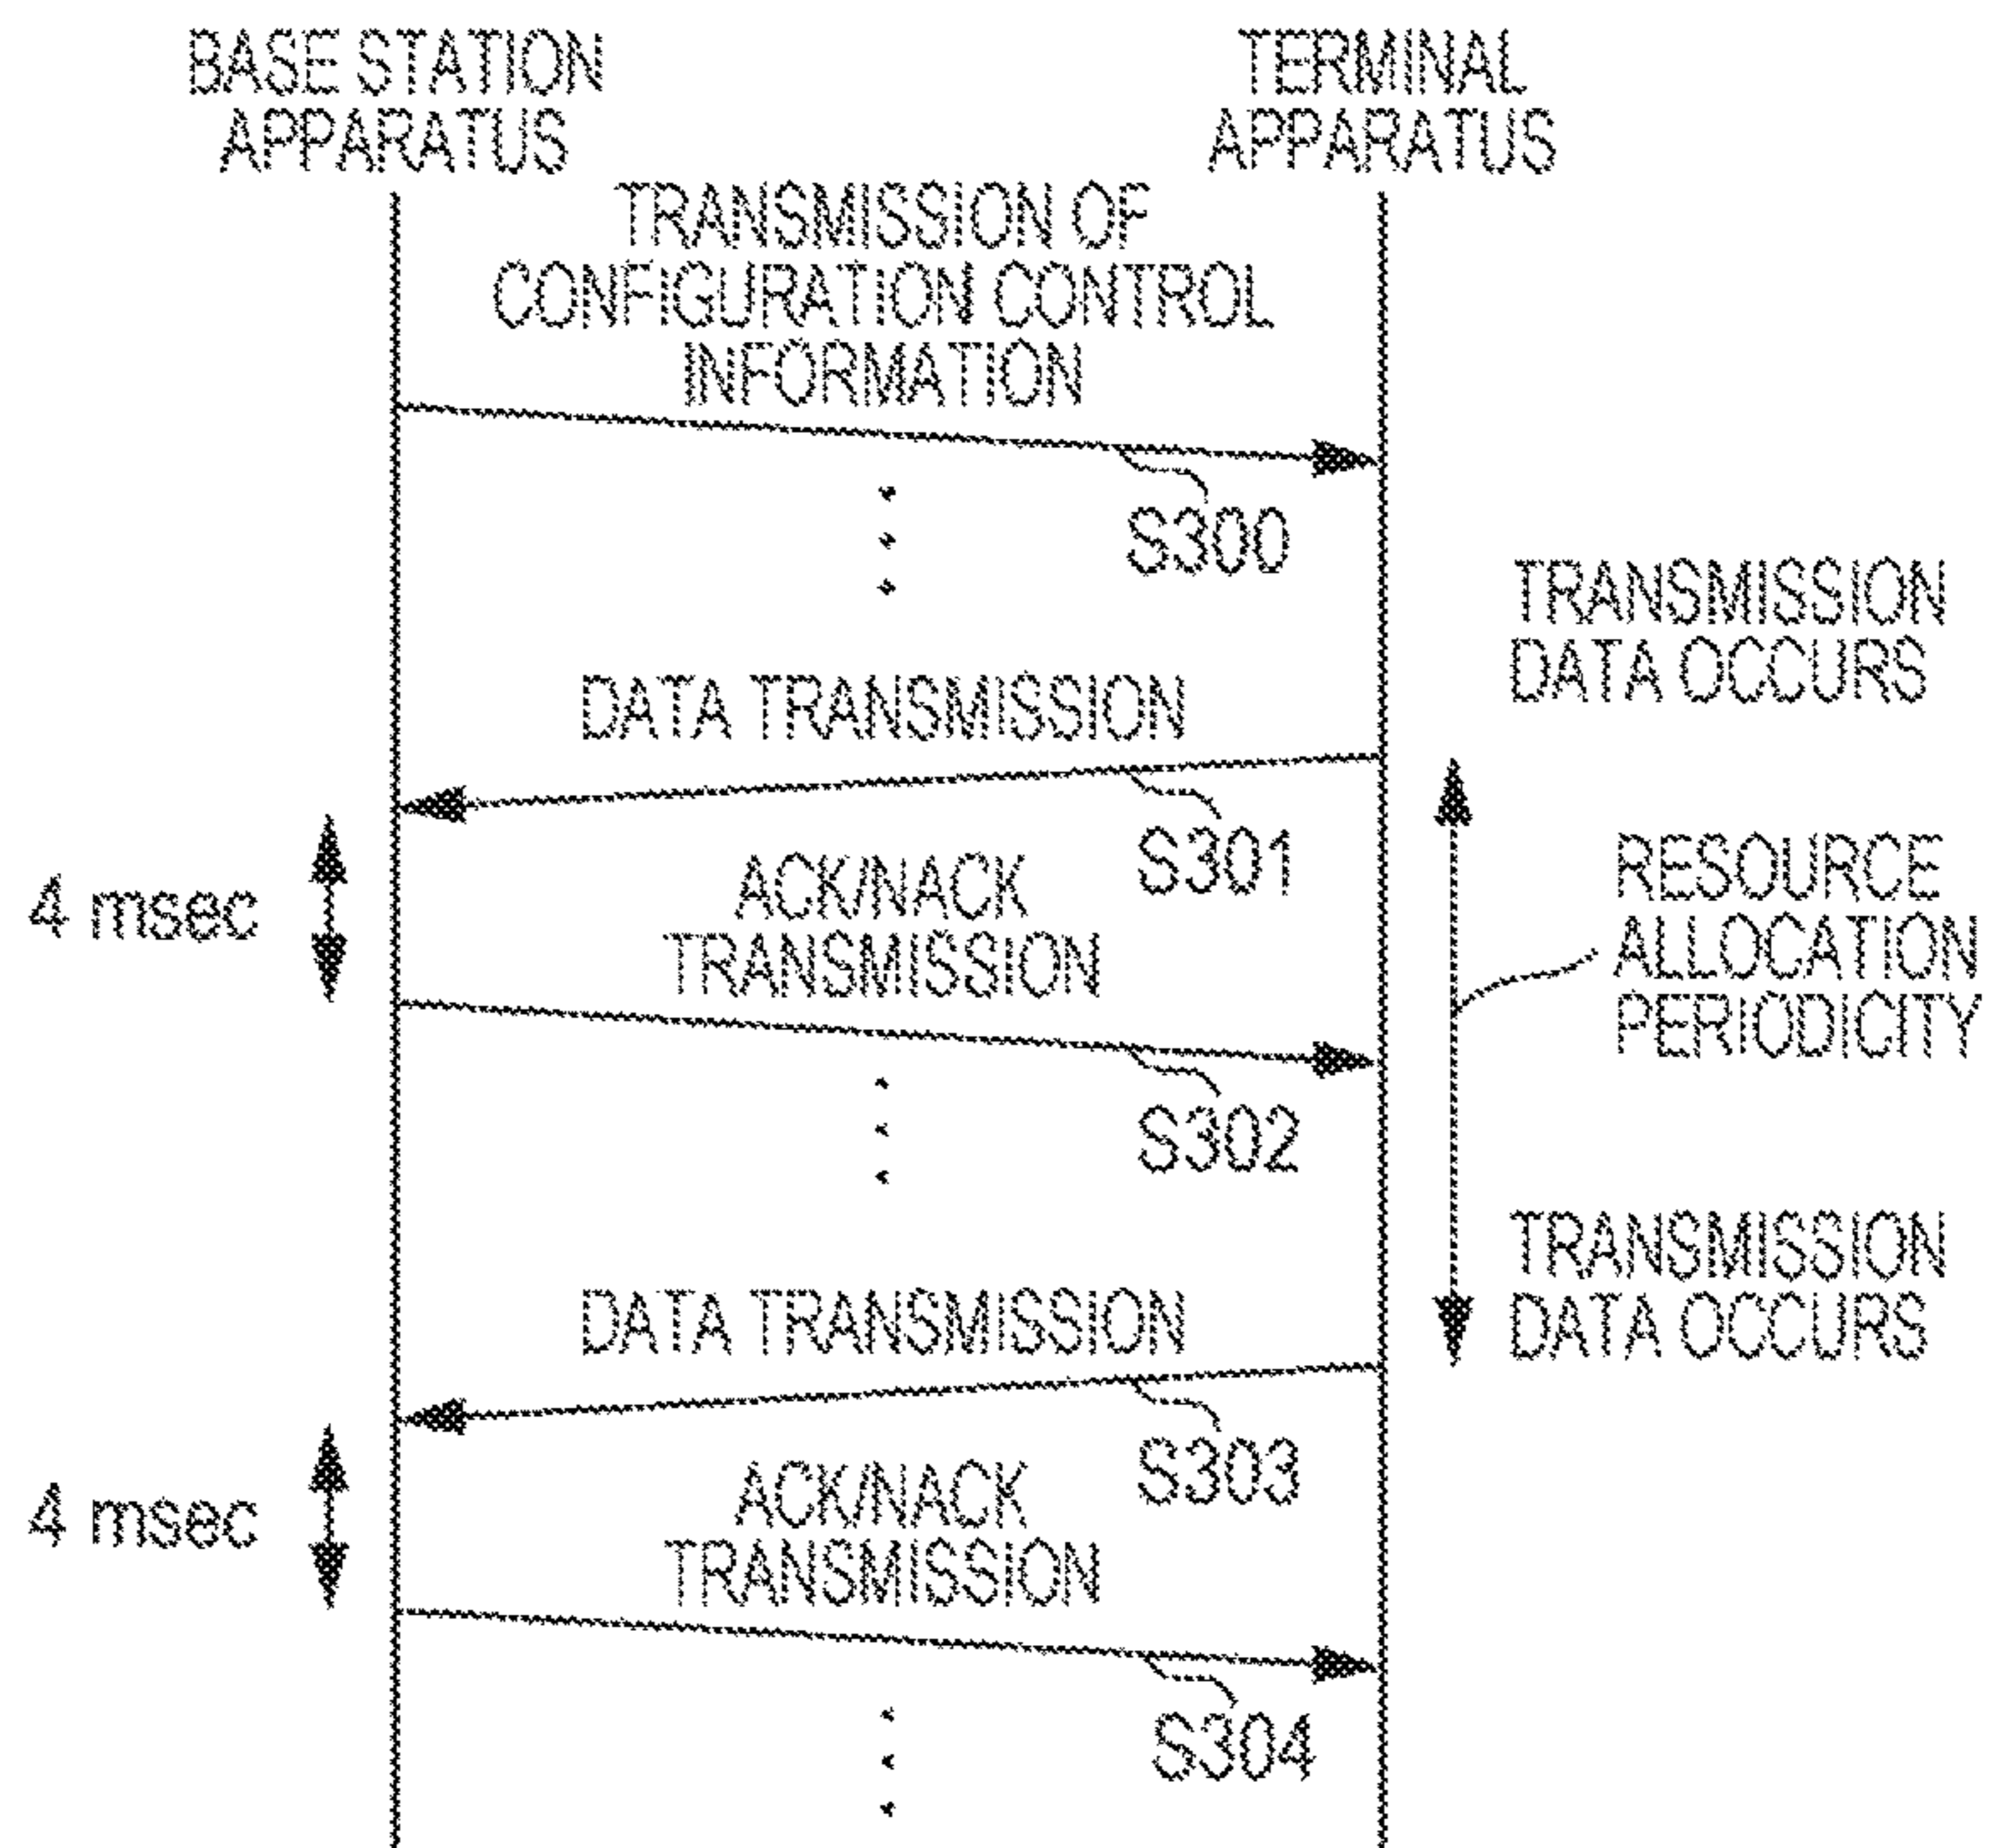 BASE STATION
APPARATUS
TERMINAL
APPARATUS
TRANSMISSION OF
CONFIGURATION CONTROL
INFORMATION
S300
TRANSMISSION
DATA OCCURS
DATA TRANSMISSION
S301
4 msec
ACK/NACK
TRANSMISSION
RESOURCE
ALLOCATION
PERIODICITY
S302
TRANSMISSION
DATA OCCURS
DATA TRANSMISSION
S303
4 msec
ACK/NACK
TRANSMISSION
S304